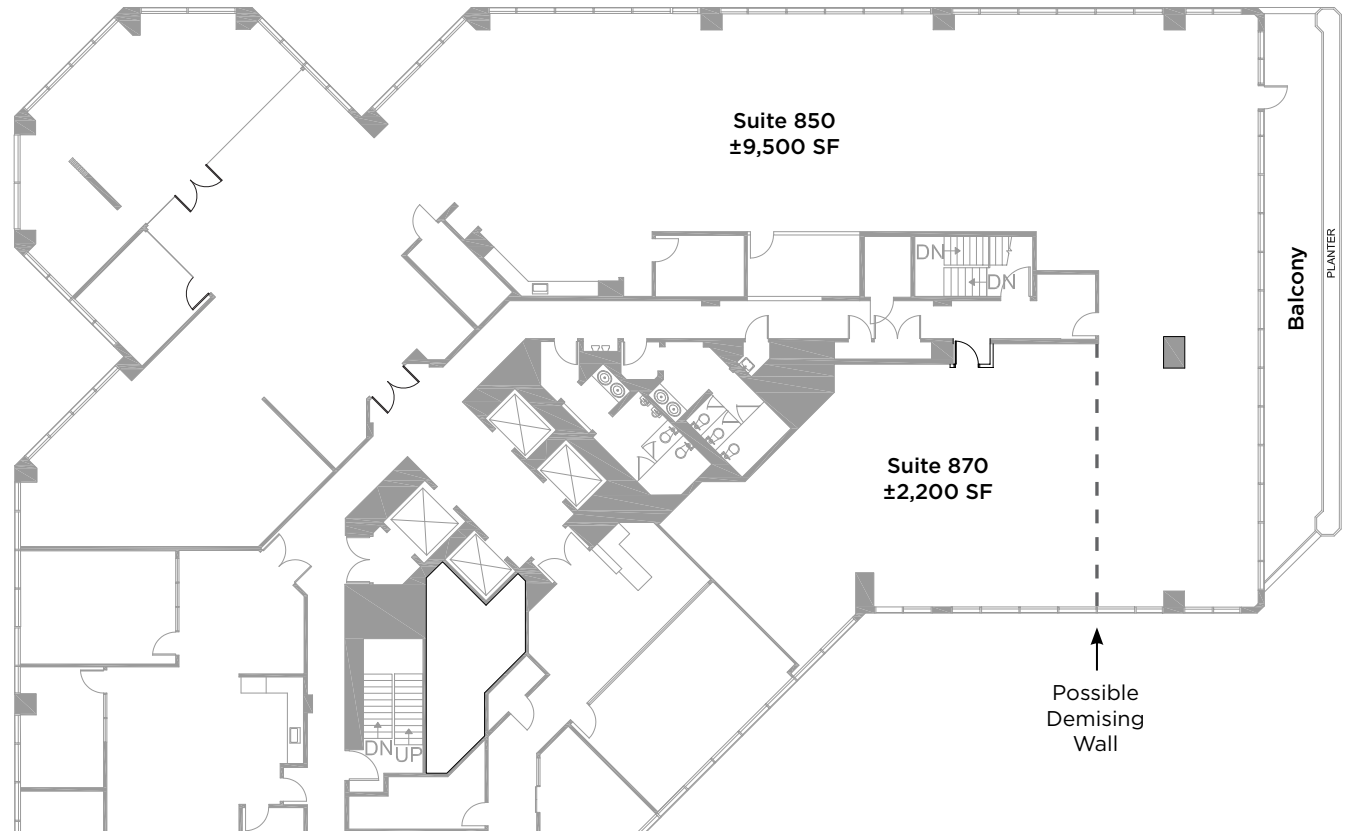 Suite 850
±9,500 SF
DN
DN
Balcony
PLANTER
Suite 870
±2,200 SF
Possible
Demising
Wall
DN
UP